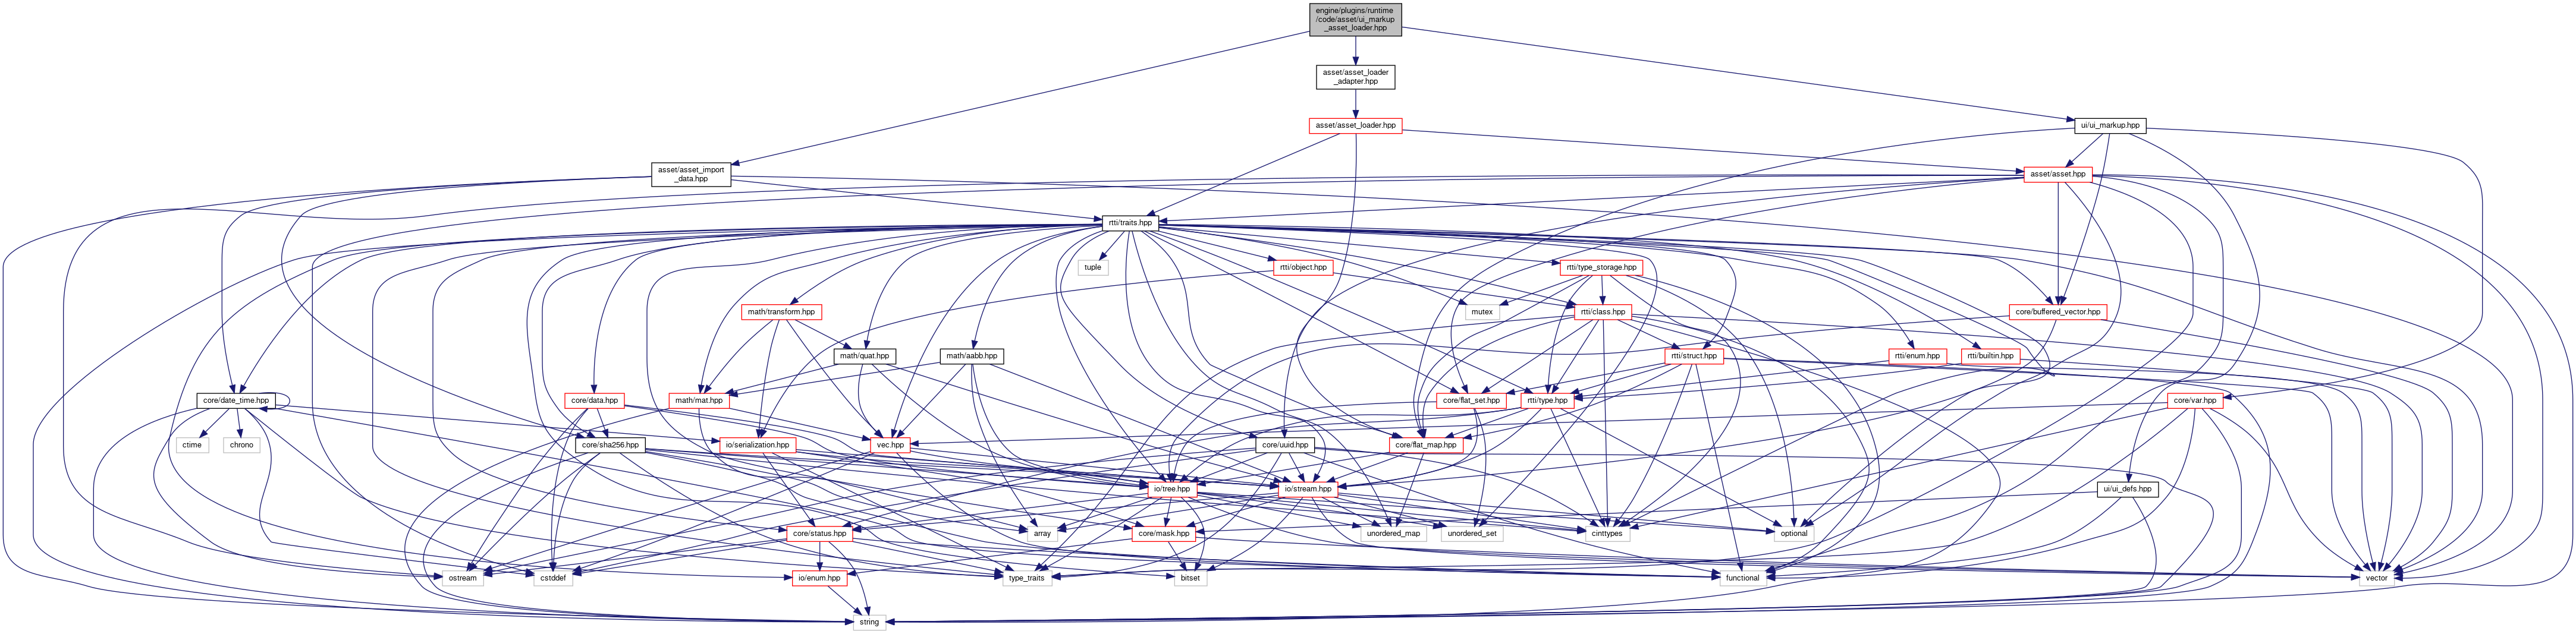 engine/plugins/runtime
/code/asset/ui_markup
_asset_loader.hpp
asset/asset_loader
_adapter.hpp
asset/asset_loader.hpp
ui/ui_markup.hpp
asset/asset_import
_data.hpp
asset/asset.hpp
rtti/traits.hpp
tuple
rtti/object.hpp
rtti/type_storage.hpp
math/transform.hpp
mutex
rtti/class.hpp
core/buffered_vector.hpp
math/quat.hpp
math/aabb.hpp
rtti/struct.hpp
rtti/enum.hpp
rtti/builtin.hpp
core/date_time.hpp
core/data.hpp
math/mat.hpp
core/flat_set.hpp
rtti/type.hpp
core/var.hpp
ctime
chrono
core/sha256.hpp
io/serialization.hpp
vec.hpp
core/uuid.hpp
core/flat_map.hpp
io/tree.hpp
io/stream.hpp
ui/ui_defs.hpp
core/status.hpp
array
core/mask.hpp
unordered_map
unordered_set
cinttypes
optional
ostream
cstddef
io/enum.hpp
type_traits
bitset
functional
vector
string